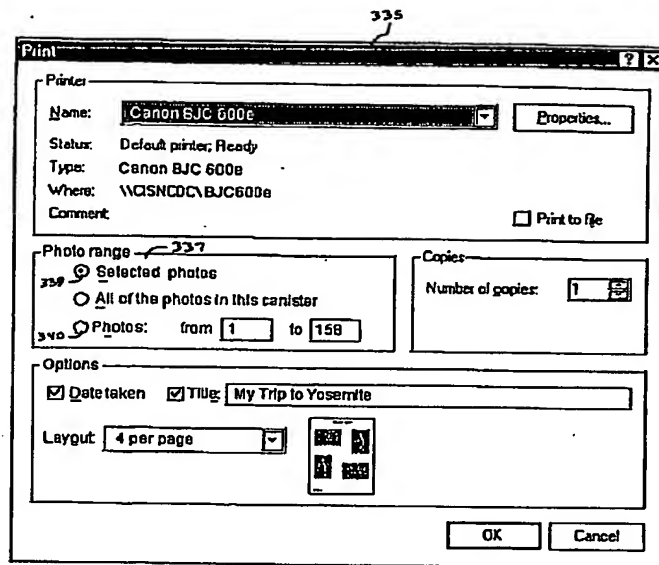 335
Print ? X
Printer
Name: Canon BJC 600e Properties...
Status: Default printer; Ready
Type: Canon BJC 600e
Where: \\CISNCOC\BJC600e
Comment: Print to file
Photo range 337
338 Selected photos
All of the photos in this canister
340 Photos: from 1 to 158
Copies
Number of copies: 1
Options
Date taken Title: My Trip to Yosemite
Layout: 4 per page
OK Cancel